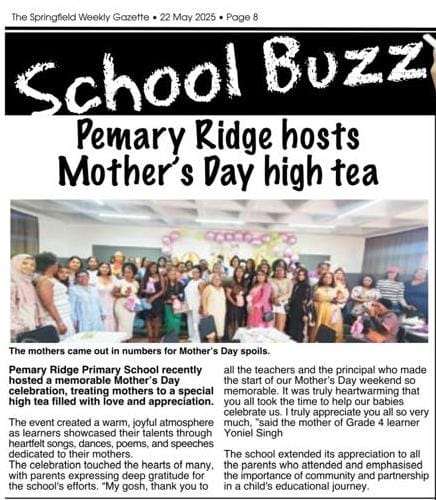 The Springfield Weekly Gazette • 22 May 2025 • Page 8
School Buzz
Pemary Ridge hosts
Mother's Day high tea
The mothers came out in numbers for Mother's Day spoils.
Pemary Ridge Primary School recently
hosted a memorable Mother's Day
celebration, treating mothers to a special
high tea filled with love and appreciation.
The event created a warm, joyful atmosphere
as learners showcased their talents through
heartfelt songs, dances, poems, and speeches
dedicated to their mothers.
The celebration touched the hearts of many,
with parents expressing deep gratitude for
the school's efforts. "My gosh, thank you to
all the teachers and the principal who made
the start of our Mother's Day weekend so
memorable. It was truly heartwarming that
you all took the time to help our babies
celebrate us. I truly appreciate you all so very
much, "said the mother of Grade 4 learner
Yoniel Singh
The school extended its appreciation to all
the parents who attended and emphasised
the importance of community and partnership
in a child's educational journey.